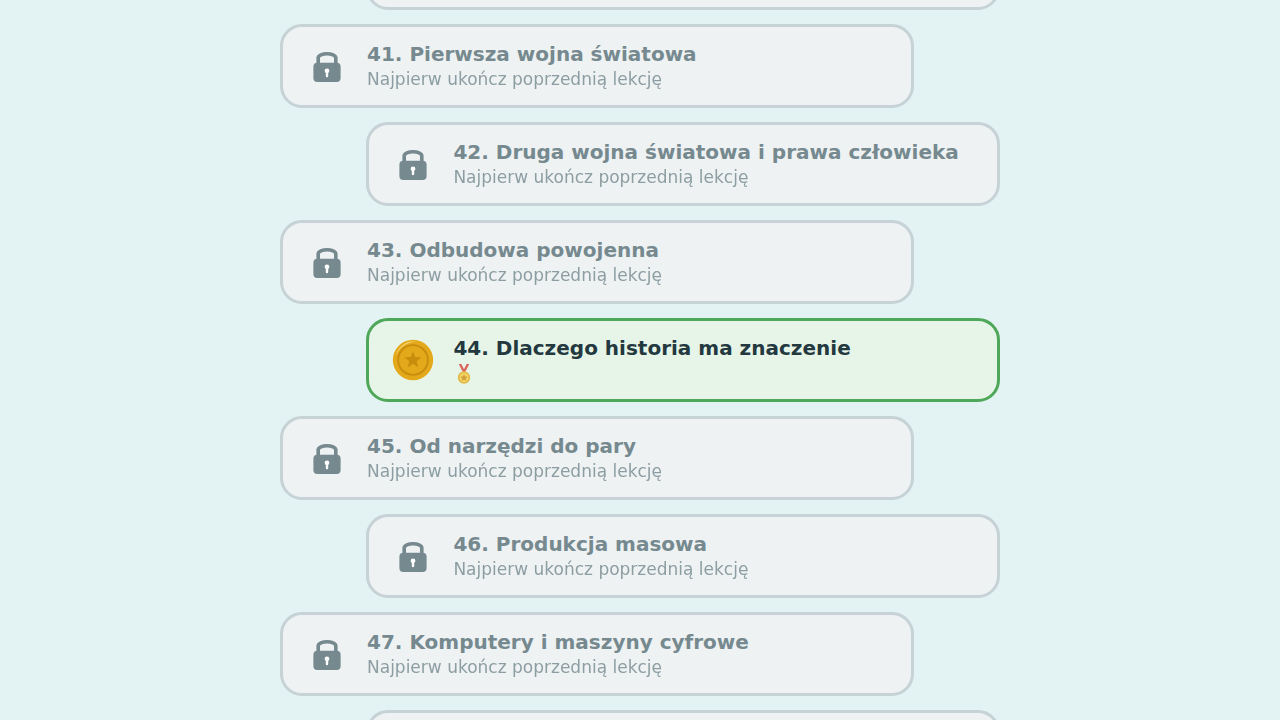 41. Pierwsza wojna światowa
Najpierw ukończ poprzednią lekcję
42. Druga wojna światowa i prawa człowieka
Najpierw ukończ poprzednią lekcję
43. Odbudowa powojenna
Najpierw ukończ poprzednią lekcję
44. Dlaczego historia ma znaczenie
45. Od narzędzi do pary
Najpierw ukończ poprzednią lekcję
46. Produkcja masowa
Najpierw ukończ poprzednią lekcję
47. Komputery i maszyny cyfrowe
Najpierw ukończ poprzednią lekcję